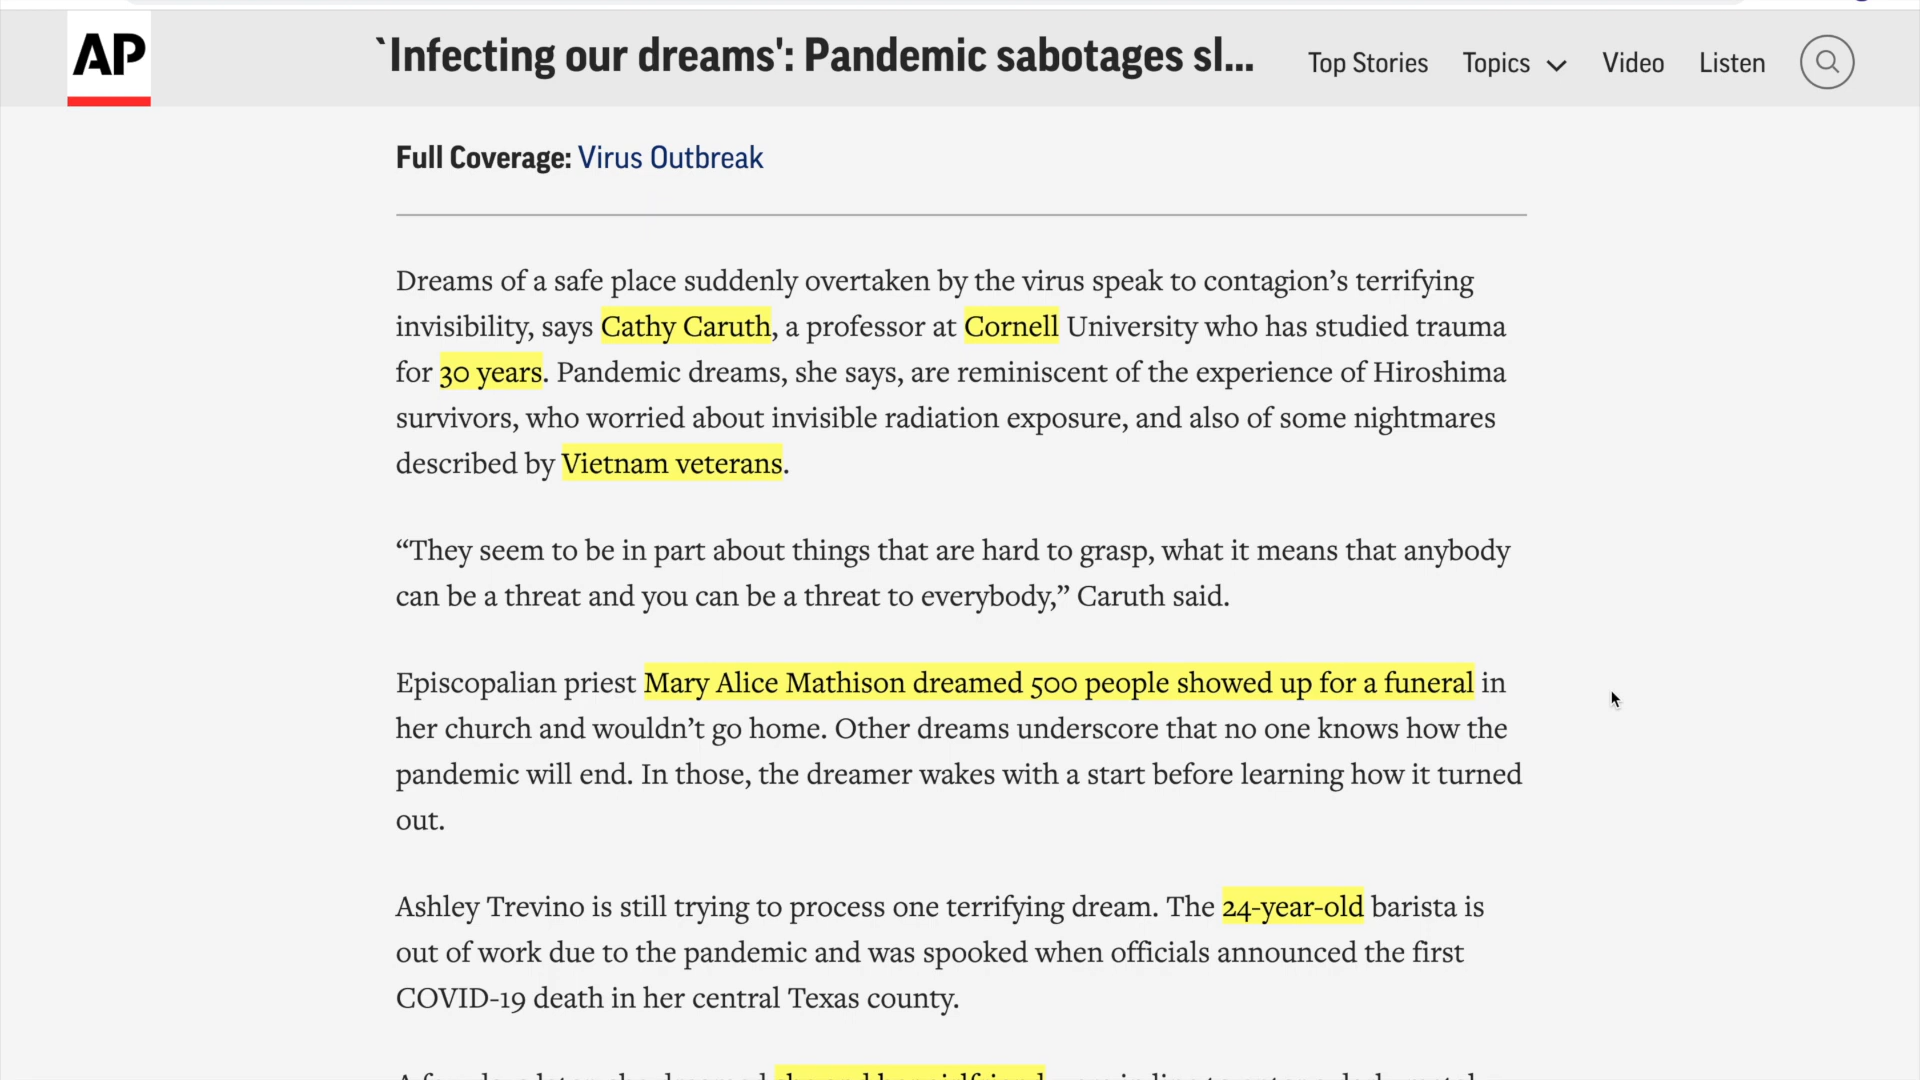 AP
`Infecting our dreams': Pandemic sabotages sl...
Top Stories
Topics
Video
Listen
Full Coverage: Virus Outbreak
Dreams of a safe place suddenly overtaken by the virus speak to contagion’s terrifying
invisibility, says Cathy Caruth, a professor at Cornell University who has studied trauma
for 30 years. Pandemic dreams, she says, are reminiscent of the experience of Hiroshima
survivors, who worried about invisible radiation exposure, and also of some nightmares
described by Vietnam veterans.
“They seem to be in part about things that are hard to grasp, what it means that anybody
can be a threat and you can be a threat to everybody,” Caruth said.
Episcopalian priest Mary Alice Mathison dreamed 500 people showed up for a funeral in
her church and wouldn’t go home. Other dreams underscore that no one knows how the
pandemic will end. In those, the dreamer wakes with a start before learning how it turned
out.
Ashley Trevino is still trying to process one terrifying dream. The 24-year-old barista is
out of work due to the pandemic and was spooked when officials announced the first
COVID-19 death in her central Texas county.